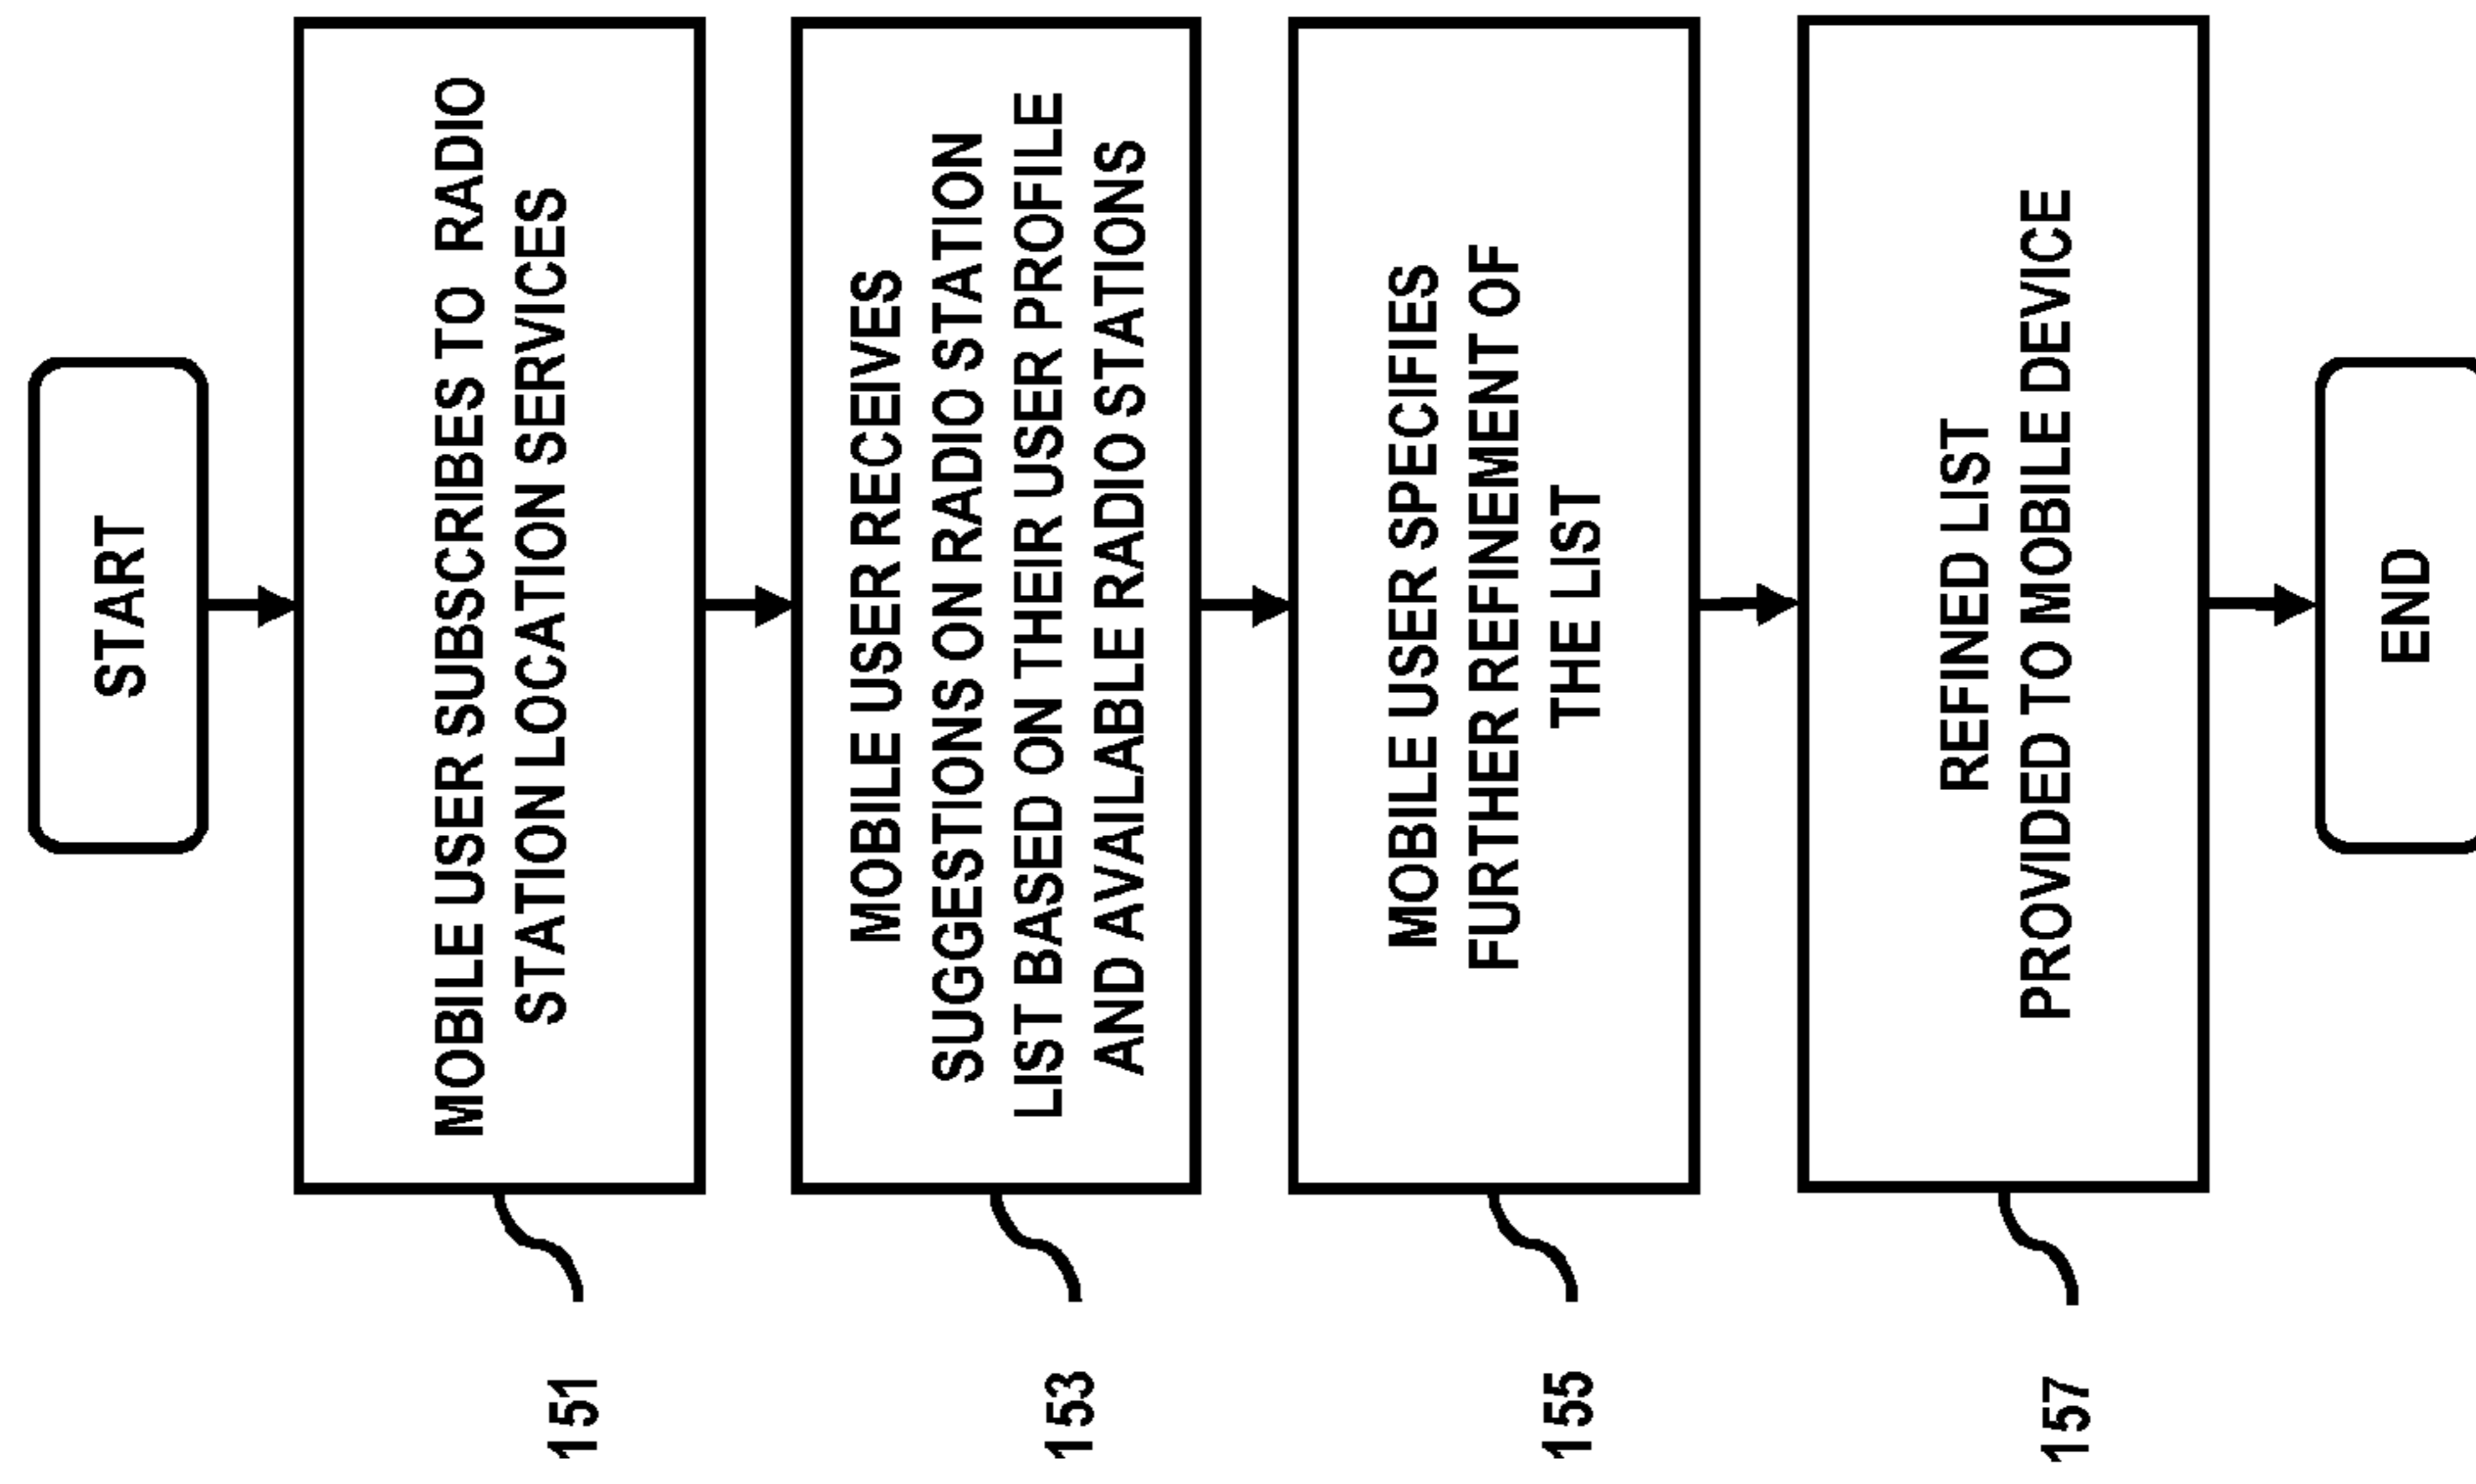 START
MOBILE USER SUBSCRIBES TO RADIO
STATION LOCATION SERVICES
151
MOBILE USER RECEIVES
SUGGESTIONS ON RADIO STATION
LIST BASED ON THEIR USER PROFILE
AND AVAILABLE RADIO STATIONS
153
MOBILE USER SPECIFIES
FURTHER REFINEMENT OF
THE LIST
155
REFINED LIST
PROVIDED TO MOBILE DEVICE
157
END